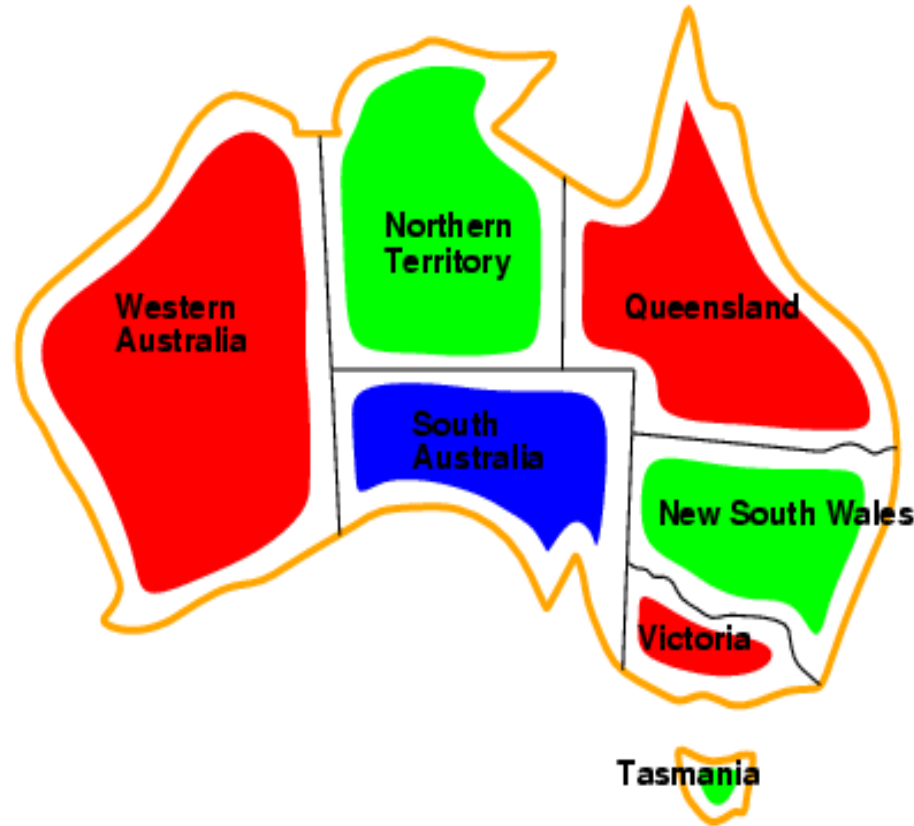 Northern
Territory
Western
Australia
Queensland
South
Australia
New South Wales
Victoria
Tasmania